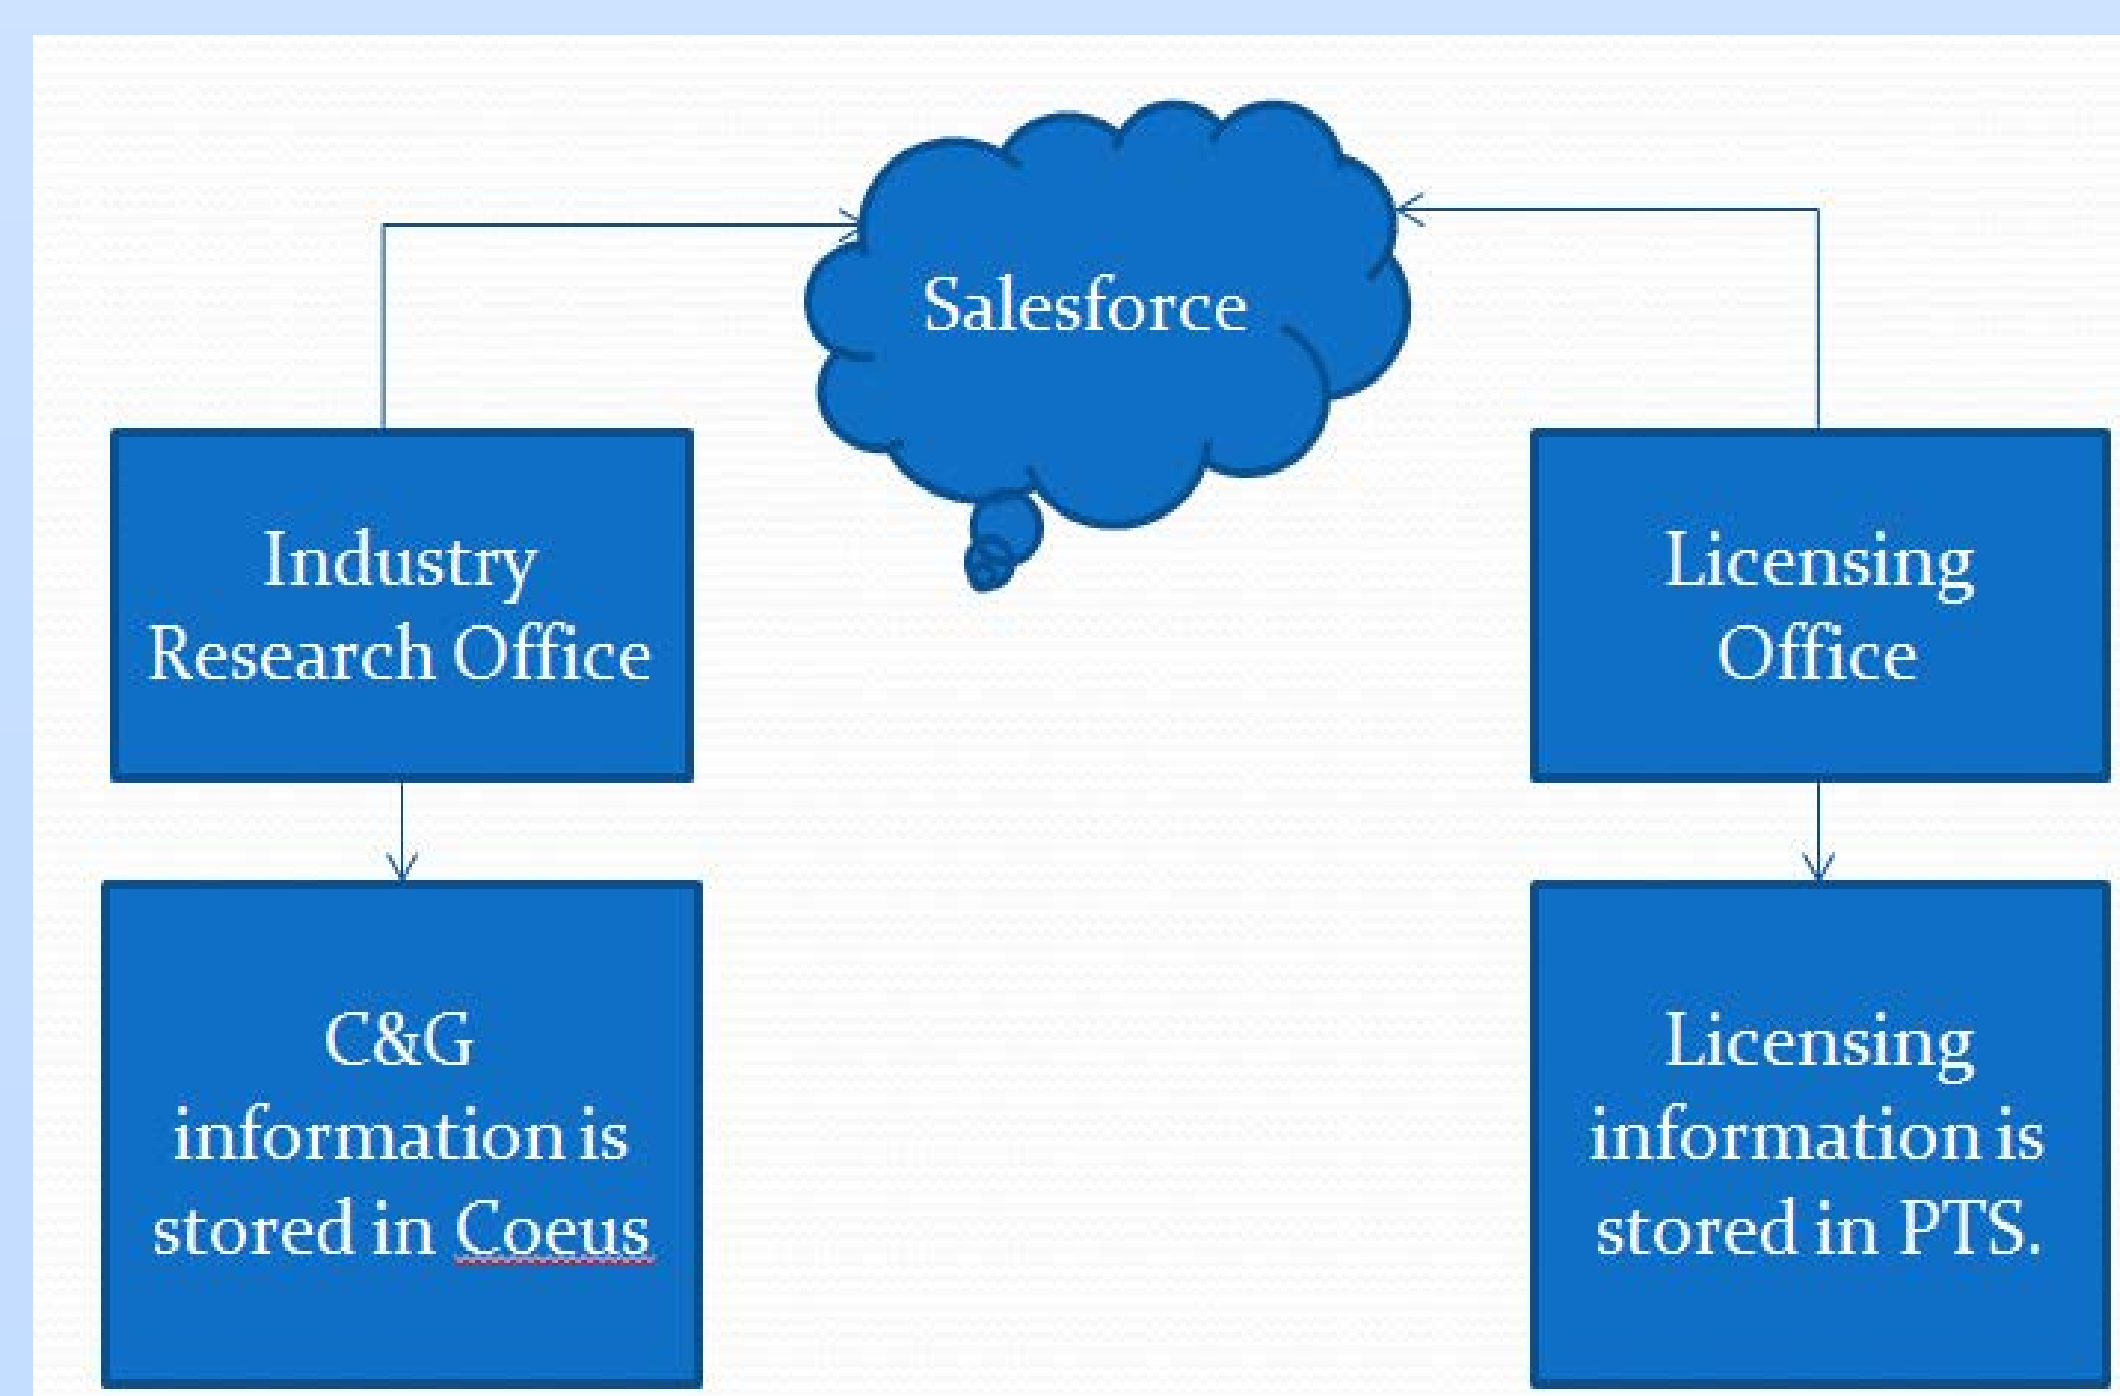 Salesforce
Industry
Research Office
Licensing
Office
C&G
information is
stored in Coeus
Licensing
information is
stored in PTS.